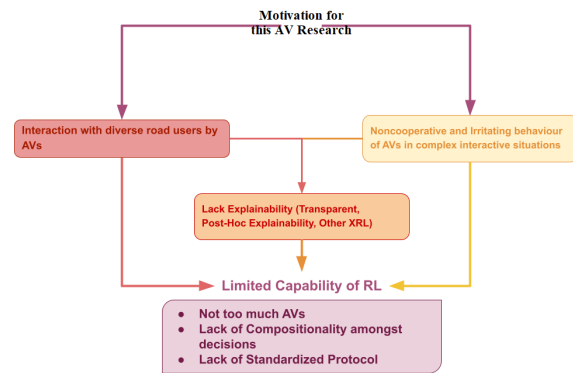 Motivation for
this AV Research
Interaction with diverse road users by
AVs
Noncooperative and Irritating behaviour
of AVs in complex interactive situations
Lack Explainability (Transparent,
Post-Hoc Explainability, Other XRL)
Limited Capability of RL
● Not too much AVs
● Lack of Compositionality amongst
decisions
● Lack of Standardized Protocol